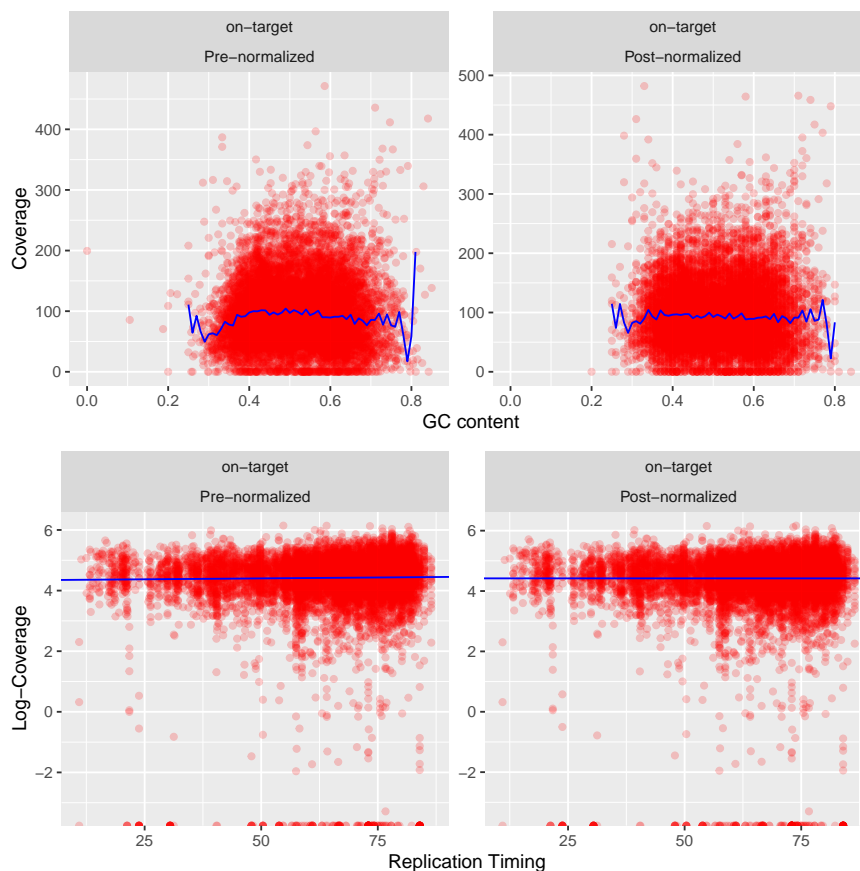 on−target
Pre−normalized
on−target
Post−normalized
Coverage
400
300
200
100
0
500
400
300
200
100
0
0.0 0.2 0.4 0.6 0.8
0.0 0.2 0.4 0.6 0.8
GC content
on−target
Pre−normalized
on−target
Post−normalized
Log−Coverage
6
4
2
0
−2
6
4
2
0
−2
25 50 75
25 50 75
Replication Timing